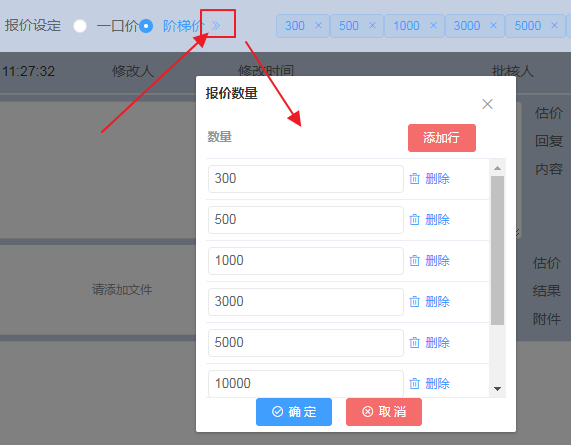 报价设定 一口价 阶梯价 300 × 500 × 1000 × 3000 × 5000
11:27:32 修改人 修改时间 批核人
报价数量
数量 添加行
300 删除
500 删除
1000 删除
3000 删除
5000 删除
10000 删除
确 定 取 消
估价
回复
内容
请添加文件
估价
结果
附件